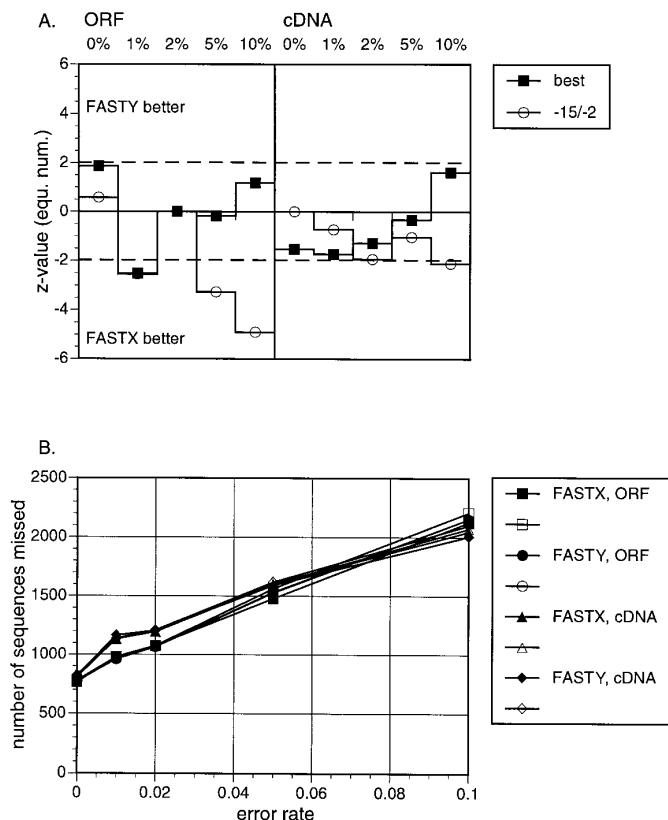 A.
ORF
cDNA
0% 1% 2% 5% 10% 0% 1% 2% 5% 10%
6
4
2
0
-2
-4
-6
z-value (equ. num.)
FASTY better
FASTX better
best
-15/-2
B.
2500
2000
1500
1000
500
0
number of sequences missed
0 0.02 0.04 0.06 0.08 0.1
error rate
FASTX, ORF
FASTY, ORF
FASTX, cDNA
FASTY, cDNA